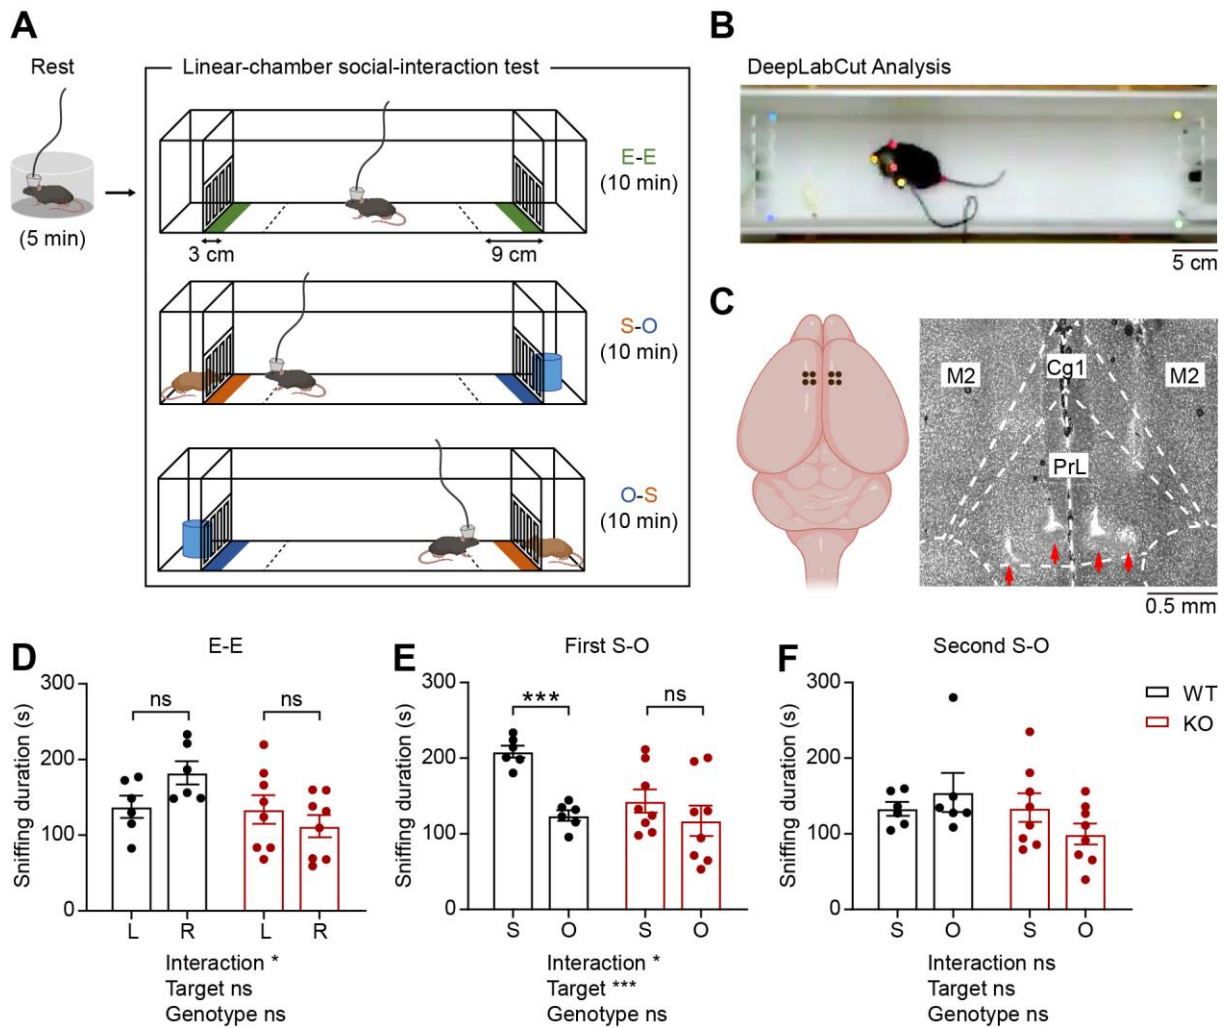 A
Rest
(5 min)
Linear-chamber social-interaction test
E-E
(10 min)
3 cm
9 cm
S-O
(10 min)
O-S
(10 min)
B
DeepLabCut Analysis
5 cm
C
M2
Cg1
M2
PrL
0.5 mm
D
E-E
Sniffing duration (s)
300
200
100
0
ns
ns
L
R
L
R
Interaction *
Target ns
Genotype ns
E
First S-O
Sniffing duration (s)
300
200
100
0
***
ns
S
O
S
O
Interaction *
Target ***
Genotype ns
F
Second S-O
Sniffing duration (s)
300
200
100
0
S
O
S
O
Interaction ns
Target ns
Genotype ns
WT
KO